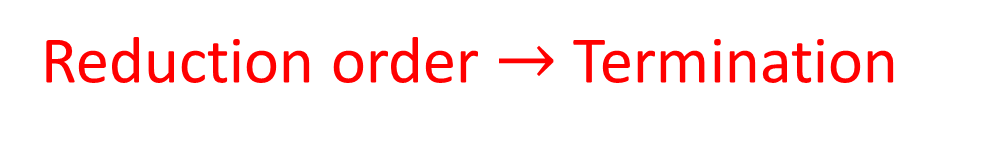 Reduction order → Termination